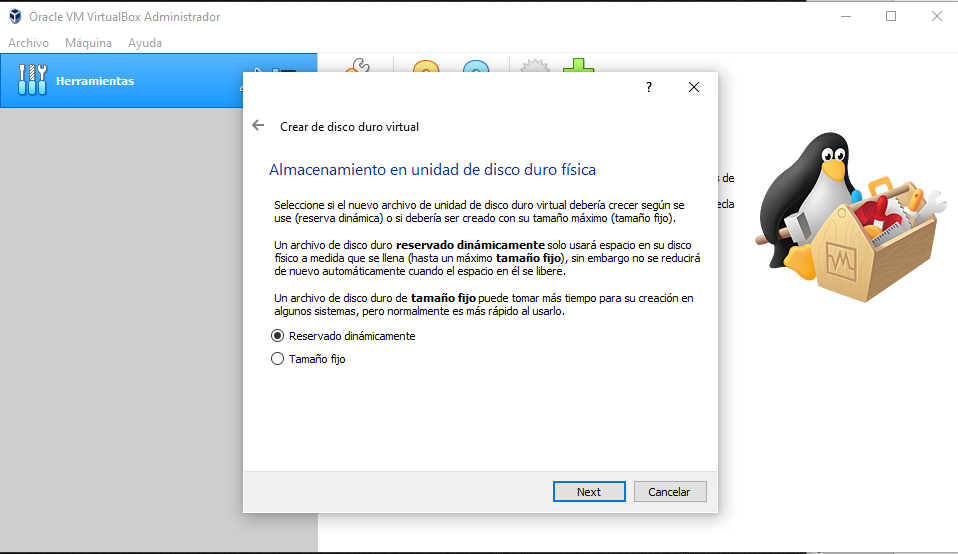 Oracle VM VirtualBox Administrador
Archivo Máquina Ayuda
Herramientas
?
Crear de disco duro virtual
Almacenamiento en unidad de disco duro física
Seleccione si el nuevo archivo de unidad de disco duro virtual debería crecer según se
use (reserva dinámica) o si debería ser creado con su tamaño máximo (tamaño fijo).
Un archivo de disco duro reservado dinámicamente solo usará espacio en su disco
físico a medida que se llena (hasta un máximo tamaño fijo), sin embargo no se reducirá
de nuevo automáticamente cuando el espacio en él se libere.
Un archivo de disco duro de tamaño fijo puede tomar más tiempo para su creación en
algunos sistemas, pero normalmente es más rápido al usarlo.
Reservado dinámicamente
Tamaño fijo
Next Cancelar
de